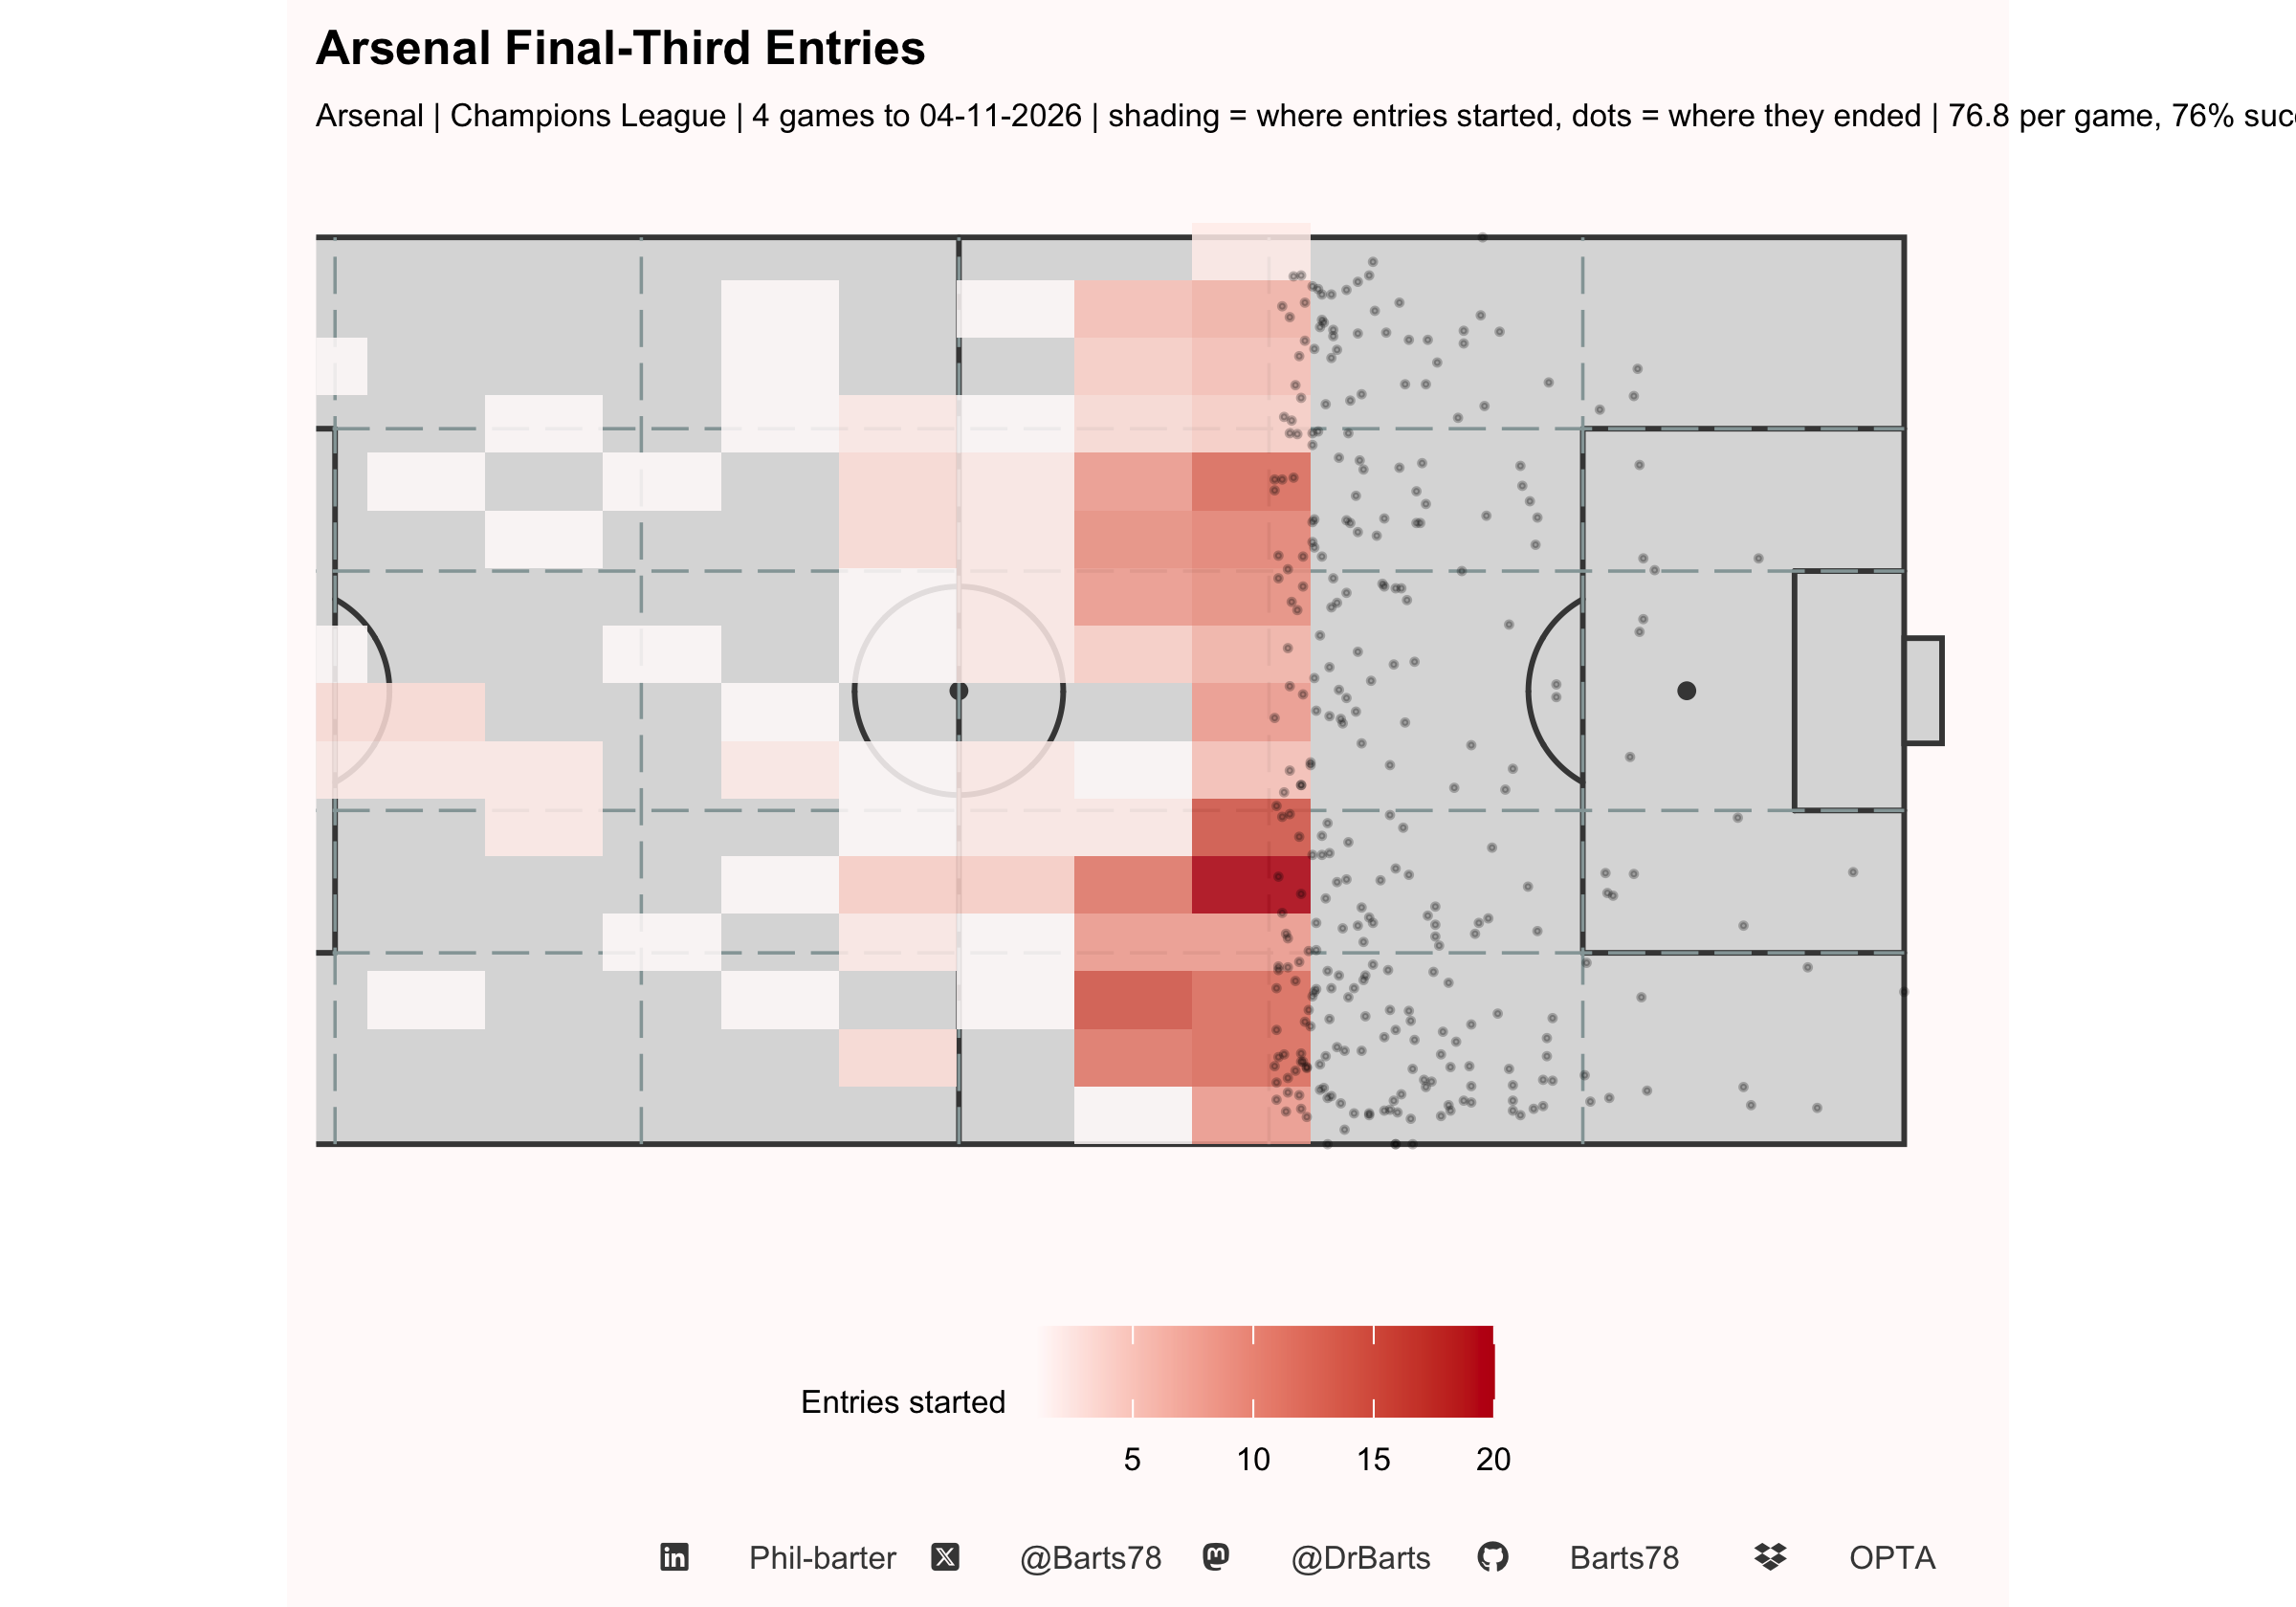 Arsenal Final-Third Entries
Arsenal | Champions League | 4 games to 04-11-2026 | shading = where entries started, dots = where they ended | 76.8 per game, 76% suc
Entries started
5 10 15 20
Phil-barter @Barts78 @DrBarts Barts78 OPTA